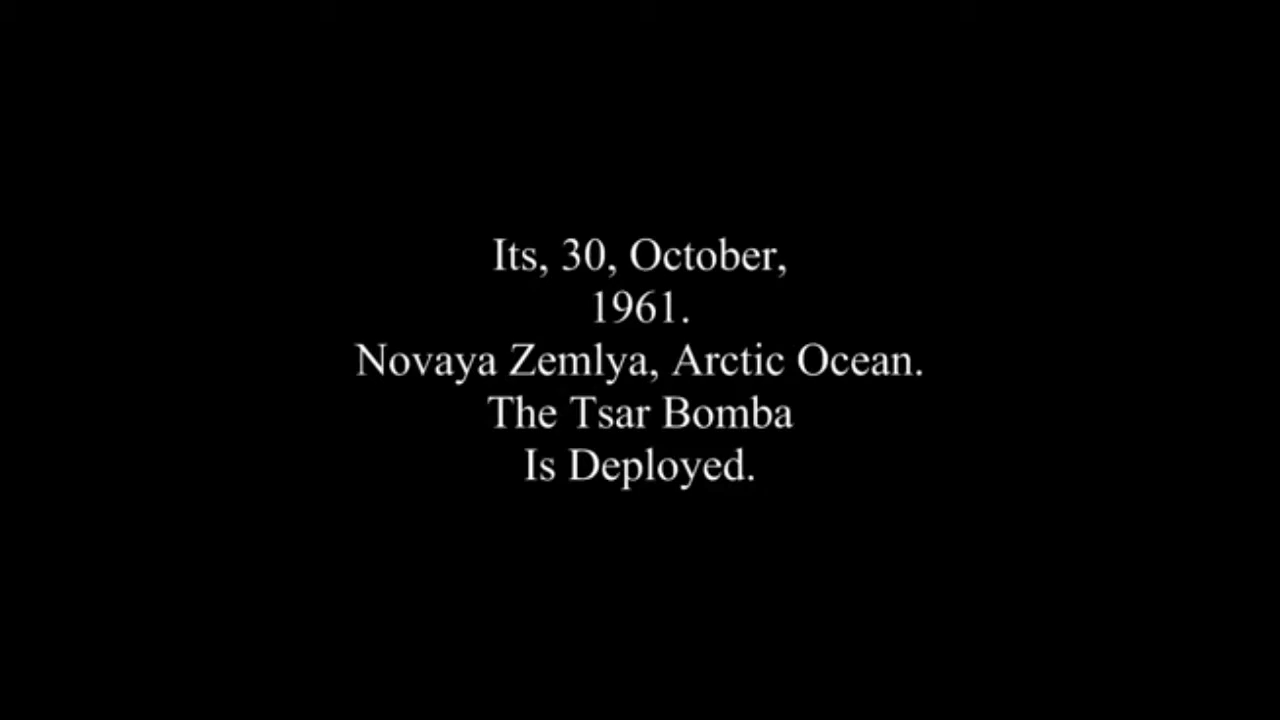 Its, 30, October,
1961.
Novaya Zemlya, Arctic Ocean.
The Tsar Bomba
Is Deployed.